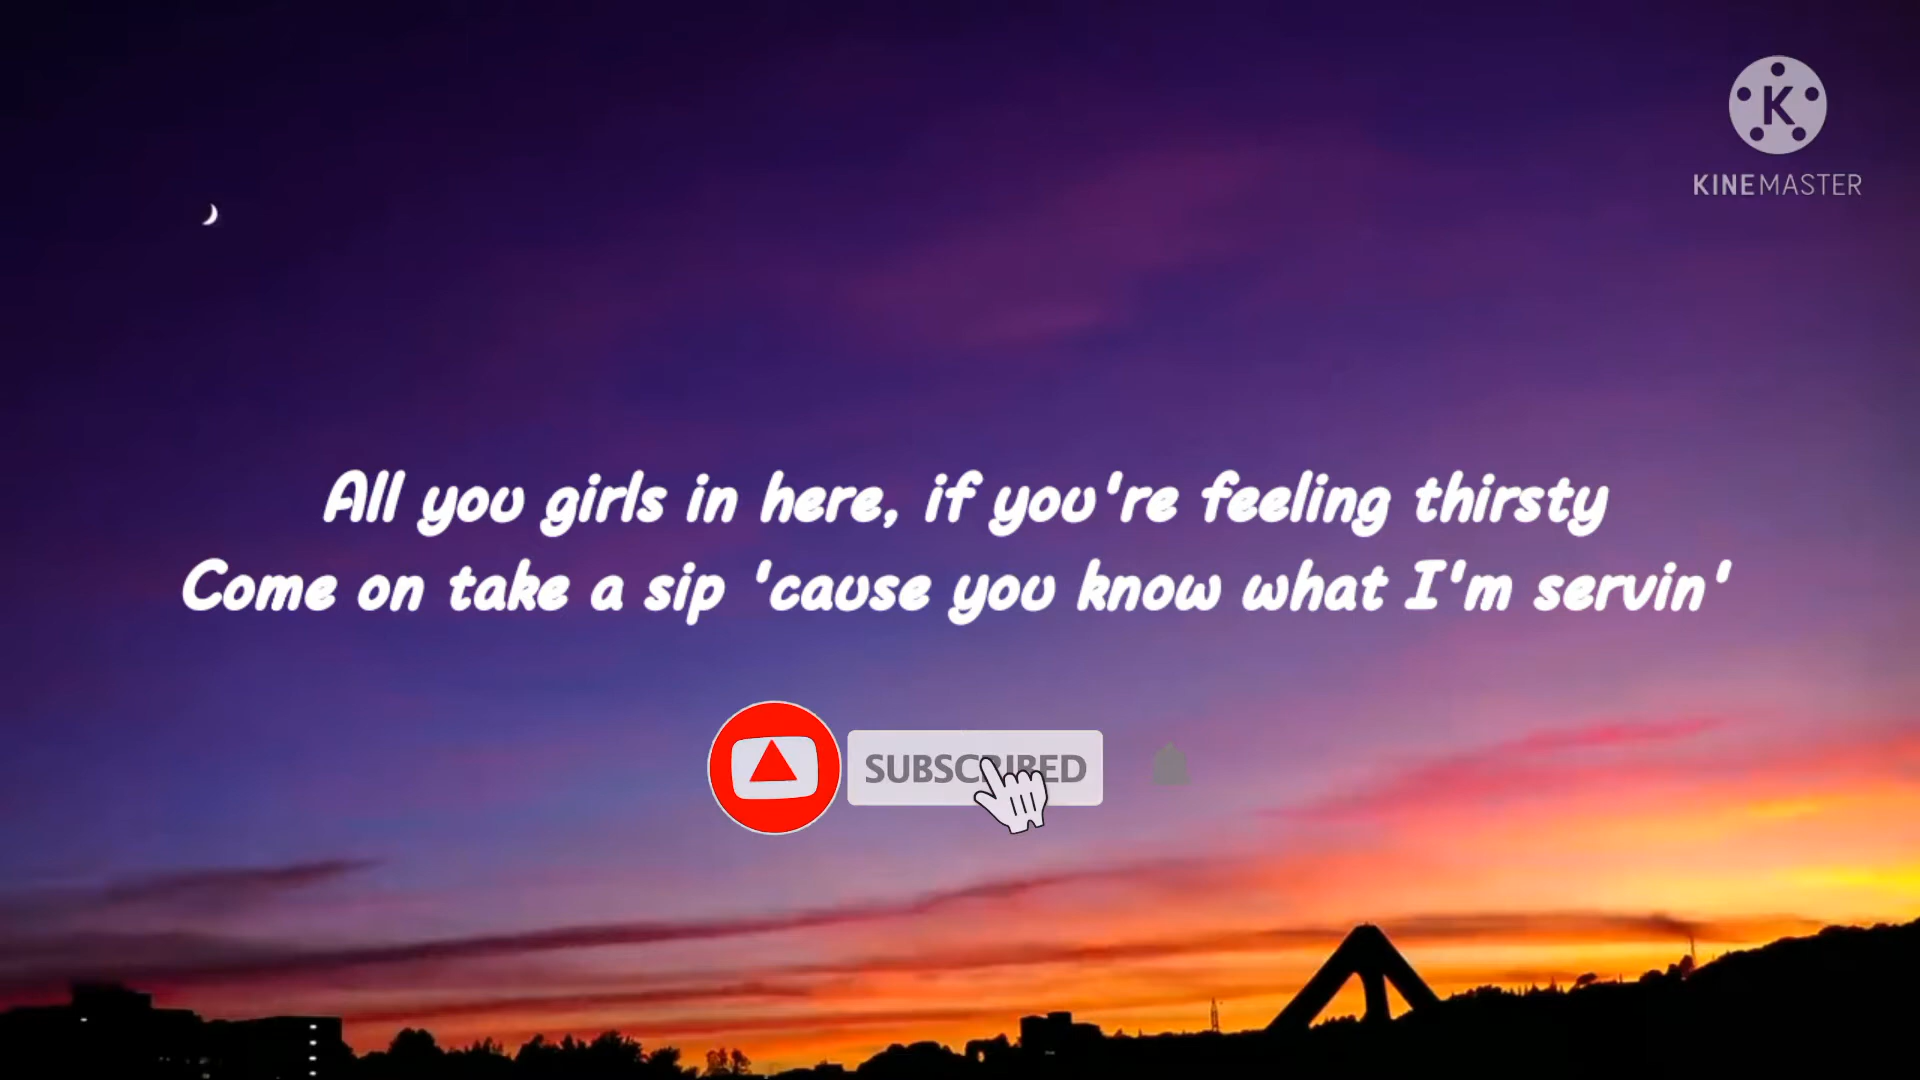 K
KINEMASTER
All you girls in here, if you're feeling thirsty
Come on take a sip 'cause you know what I'm servin'
SUBSCRIBED